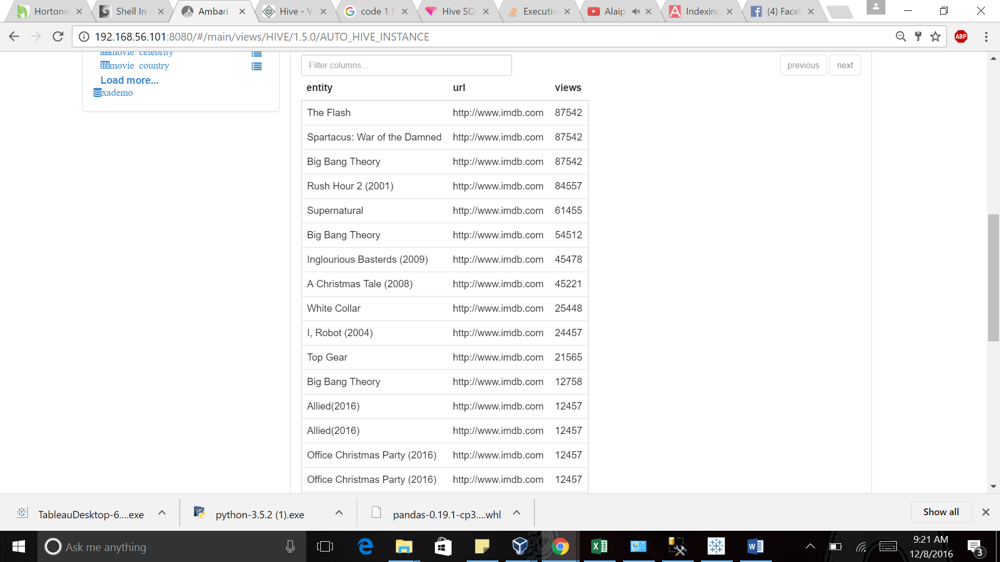 Hortonw
Shell In
Ambari
Hive - V
code 1 f
Hive SQ
Executio
Alaip
Indexing
(4) Face
192.168.56.101:8080/#/main/views/HIVE/1.5.0/AUTO_HIVE_INSTANCE
ABP
movie_celebrity
movie_country
Load more...
xademo
Filter columns...
previous next
entity url views
The Flash http://www.imdb.com 87542
Spartacus: War of the Damned http://www.imdb.com 87542
Big Bang Theory http://www.imdb.com 87542
Rush Hour 2 (2001) http://www.imdb.com 84557
Supernatural http://www.imdb.com 61455
Big Bang Theory http://www.imdb.com 54512
Inglourious Basterds (2009) http://www.imdb.com 45478
A Christmas Tale (2008) http://www.imdb.com 45221
White Collar http://www.imdb.com 25448
I, Robot (2004) http://www.imdb.com 24457
Top Gear http://www.imdb.com 21565
Big Bang Theory http://www.imdb.com 12758
Allied(2016) http://www.imdb.com 12457
Allied(2016) http://www.imdb.com 12457
Office Christmas Party (2016) http://www.imdb.com 12457
Office Christmas Party (2016) http://www.imdb.com 12457
TableauDesktop-6....exe
python-3.5.2 (1).exe
pandas-0.19.1-cp3....whl
Show all
Ask me anything
9:21 AM
12/8/2016
3